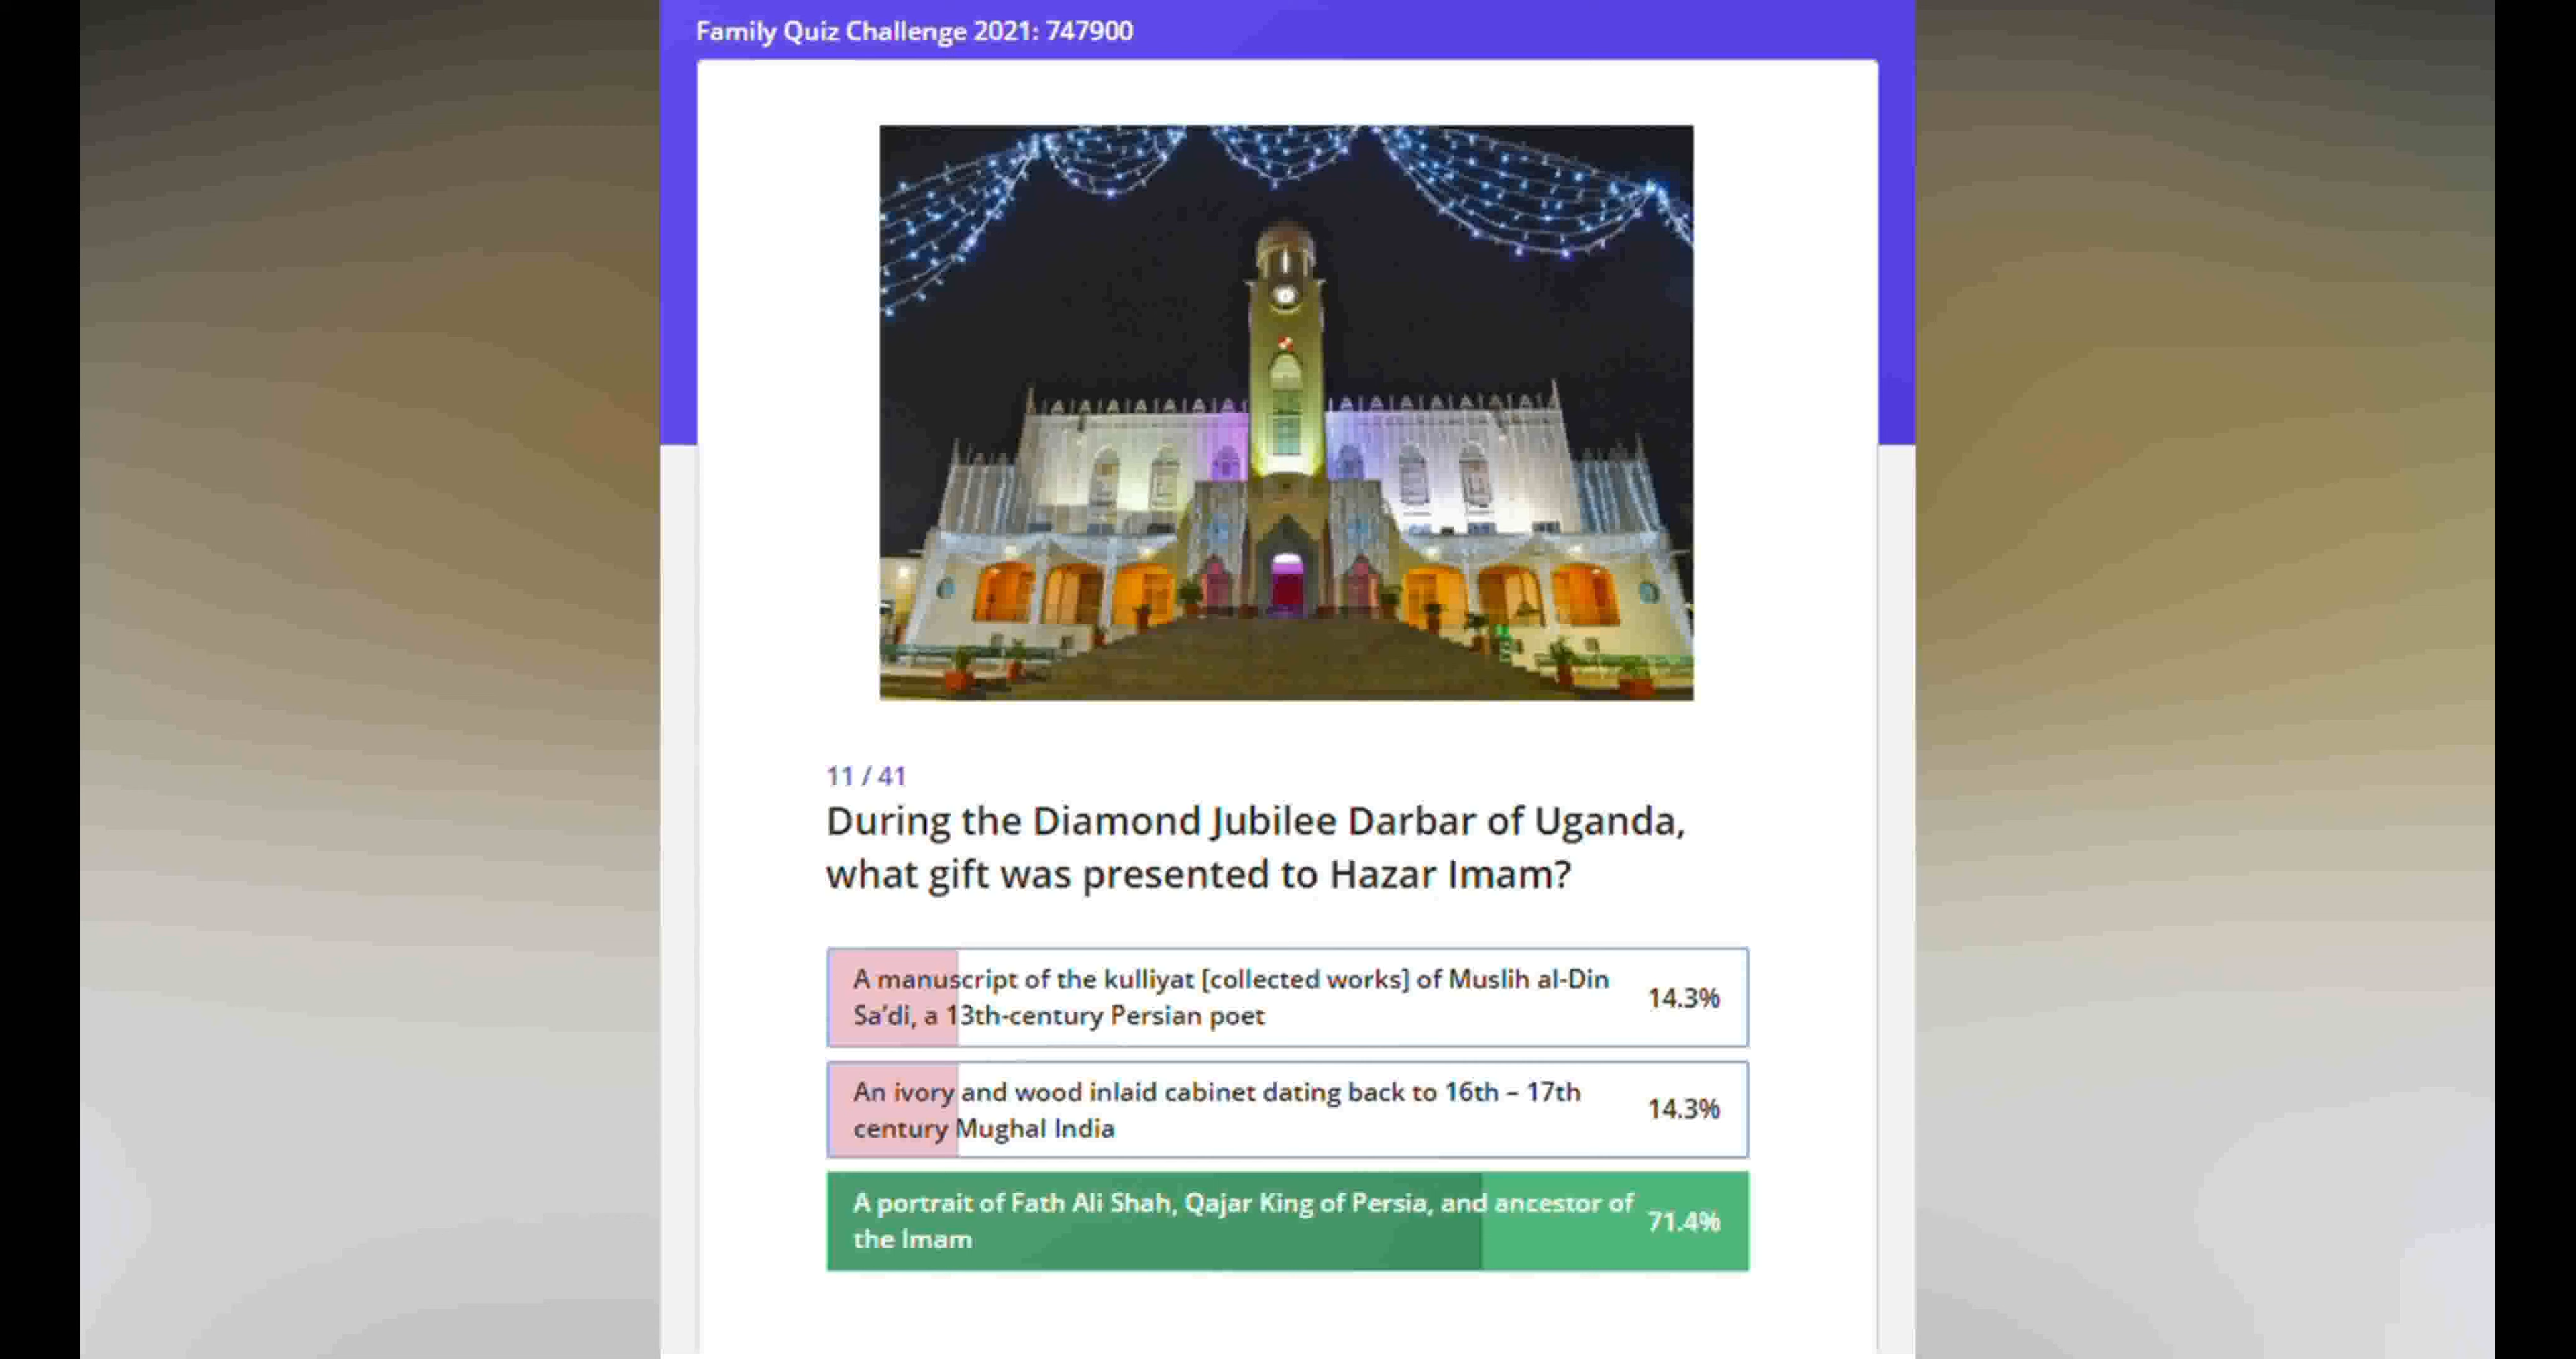 Family Quiz Challenge 2021: 747900
11 / 41
During the Diamond Jubilee Darbar of Uganda,
what gift was presented to Hazar Imam?
A manuscript of the kulliyat [collected works] of Muslih al-Din
Sa'di, a 13th-century Persian poet
14.3%
An ivory and wood inlaid cabinet dating back to 16th – 17th
century Mughal India
14.3%
A portrait of Fath Ali Shah, Qajar King of Persia, and ancestor of
the Imam
71.4%